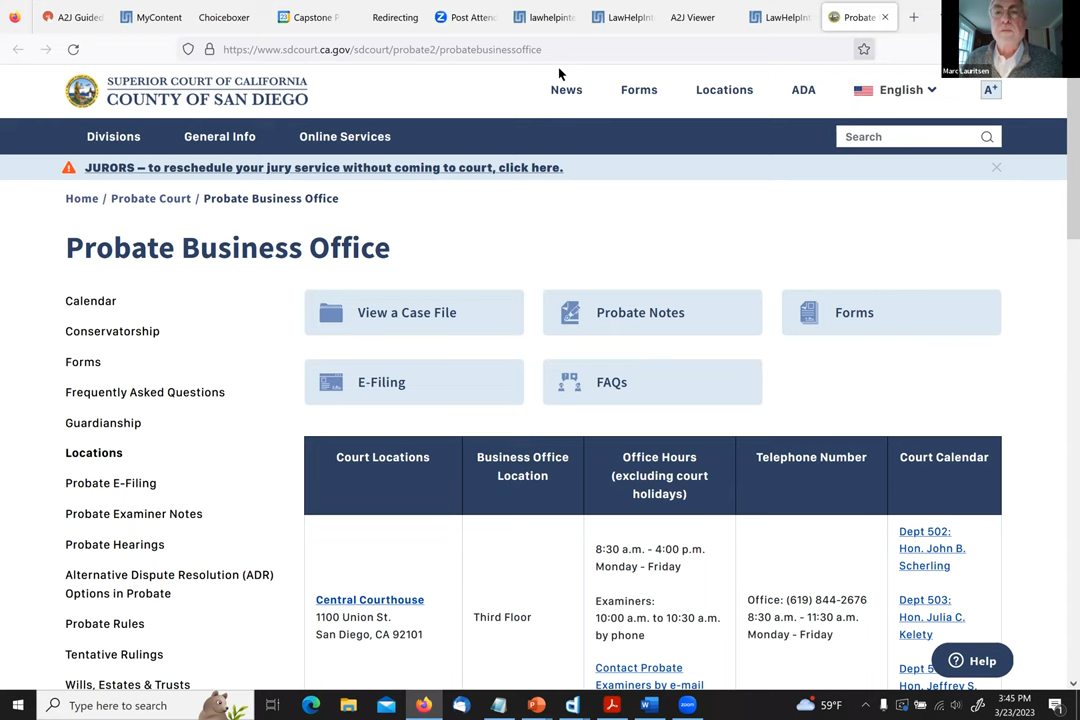 A2J Guided
MyContent
Choiceboxer
Capstone P
Redirecting
Post Atten
lawhelpinte
LawHelpInt
A2J Viewer
LawHelpInt
Probate
https://www.sdcourt.ca.gov/sdcourt/probate2/probatebusinessoffice
Marc Lauritsen
SUPERIOR COURT OF CALIFORNIA
COUNTY OF SAN DIEGO
News
Forms
Locations
ADA
English
A+
Divisions
General Info
Online Services
Search
JURORS – to reschedule your jury service without coming to court, click here.
Home / Probate Court / Probate Business Office
Probate Business Office
Calendar
Conservatorship
Forms
Frequently Asked Questions
Guardianship
Locations
Probate E-Filing
Probate Examiner Notes
Probate Hearings
Alternative Dispute Resolution (ADR)
Options in Probate
Probate Rules
Tentative Rulings
Wills, Estates & Trusts
View a Case File
Probate Notes
Forms
E-Filing
FAQs
Court Locations
Business Office
Location
Office Hours
(excluding court
holidays)
Telephone Number
Court Calendar
Central Courthouse
1100 Union St.
San Diego, CA 92101
Third Floor
8:30 a.m. - 4:00 p.m.
Monday - Friday
Examiners:
10:00 a.m. to 10:30 a.m.
by phone
Contact Probate
Examiners by e-mail
Office: (619) 844-2676
8:30 a.m. - 11:30 a.m.
Monday - Friday
Dept 502:
Hon. John B.
Scherling
Dept 503:
Hon. Julia C.
Kelety
Dept 5
Hon. Jeffrey S.
Help
Type here to search
59°F
3:45 PM
3/23/2023